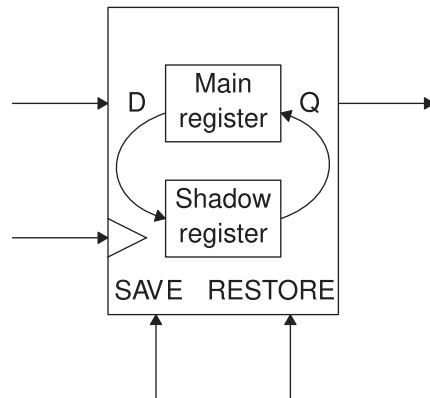 Main
register
D
Q
Shadow
register
SAVE
RESTORE